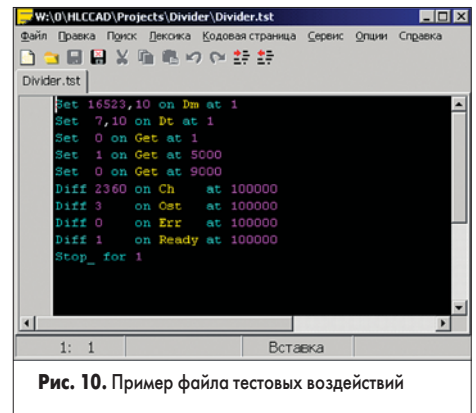 W:\0\HLCCAD\Projects\Divider\Divider.tst
Файл Правка Поиск Лексика Кодовая страница Сервис Опции Справка
Divider.tst
Set 16523,10 on Dm at 1
Set 7,10 on Dt at 1
Set 0 on Get at 1
Set 1 on Get at 5000
Set 0 on Get at 9000
Diff 2360 on Ch at 100000
Diff 3 on Ost at 100000
Diff 0 on Err at 100000
Diff 1 on Ready at 100000
Stop_ for 1
1: 1 Вставка
Рис. 10. Пример файла тестовых воздействий